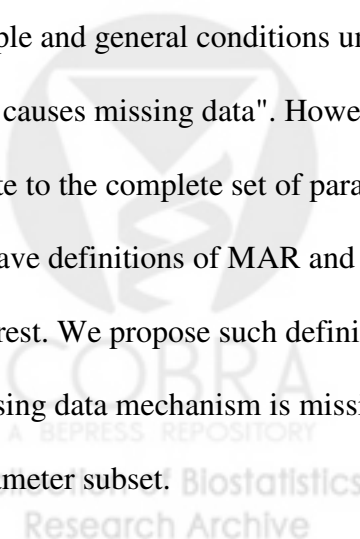 ple and general conditions un
causes missing data". Howe
te to the complete set of para
ave definitions of MAR and
rest. We propose such defini
COBRA
sing data mechanism is missi
A BEPRESS REPOSITORY
ameter subset.
Collection of Biostatistics
Research Archive